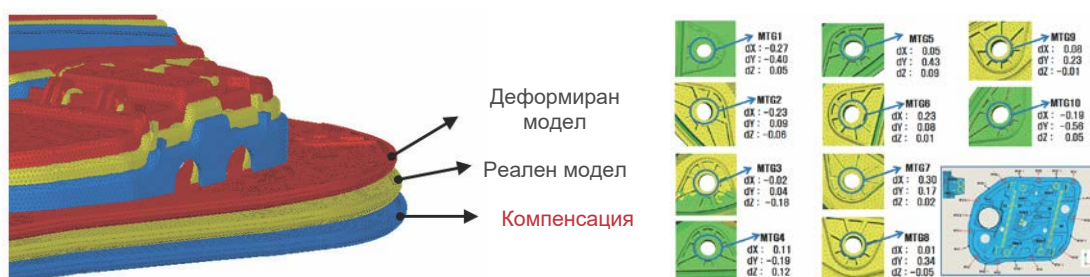 Деформиран
модел
Реален модел
Компенсация
MTG1
dX: -0.27
dY: -0.40
dZ: 0.05
MTG2
dX: -0.23
dY: 0.09
dZ: -0.06
MTG3
dX: -0.02
dY: 0.04
dZ: -0.18
MTG4
dX: 0.11
dY: -0.19
dZ: 0.12
MTG5
dX: 0.05
dY: 0.43
dZ: 0.09
MTG6
dX: 0.23
dY: 0.08
dZ: 0.01
MTG7
dX: 0.30
dY: 0.17
dZ: 0.02
MTG8
dX: 0.01
dY: 0.34
dZ: -0.05
MTG9
dX: 0.08
dY: 0.23
dZ: -0.01
MTG10
dX: -0.19
dY: -0.56
dZ: 0.05